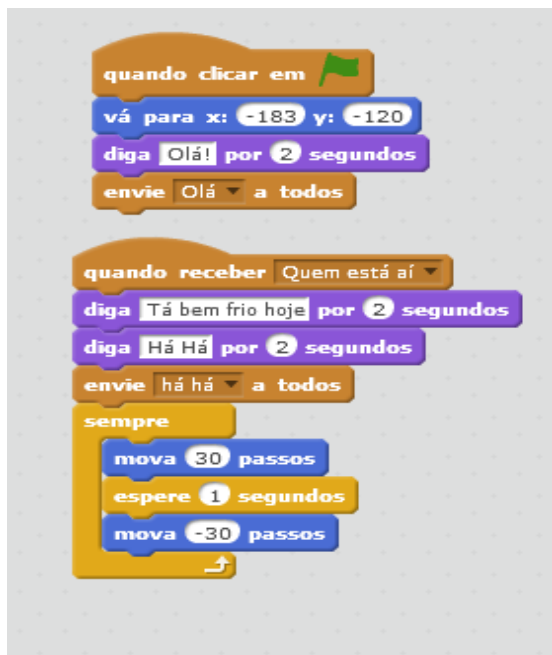 quando clicar em
vá para x: -183 y: -120
diga Olá! por 2 segundos
envie Olá a todos
quando receber Quem está aí
diga Tá bem frio hoje por 2 segundos
diga Há Há por 2 segundos
envie há há a todos
sempre
mova 30 passos
espere 1 segundos
mova -30 passos